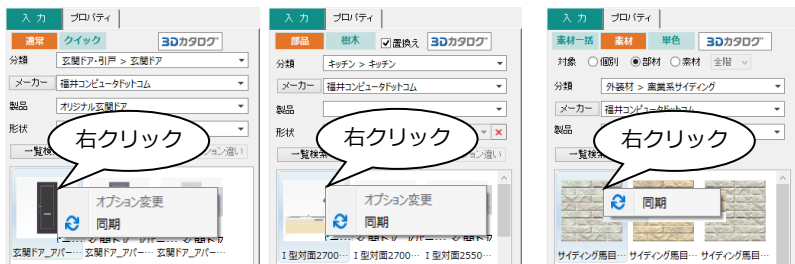 入 力 プロパティ
通常 クイック 3Dカタログ
分類 玄関ドア・引戸 > 玄関ドア
メーカー 福井コンピュータドットコム
製品 オリジナル玄関ドア
形状
右クリック
一覧検
ション違い
オプション変更
同期
玄関ドア_アパー… 玄関ドア_アパー… 玄関ドア_アパー…
入 力 プロパティ
部品 樹木 置換え 3Dカタログ
分類 キッチン > キッチン
メーカー 福井コンピュータドットコム
製品
形状
右クリック
一覧検
ション違い
オプション変更
同期
I型対面2700… I型対面2700… I型対面2550…
入 力 プロパティ
素材一括 素材 単色 3Dカタログ
対象 個別 部材 素材 全階
分類 外装材 > 窯業系サイディング
メーカー 福井コンピュータドットコム
製品
右クリック
一覧検
同期
サイディング馬目… サイディング馬目… サイディング馬目…